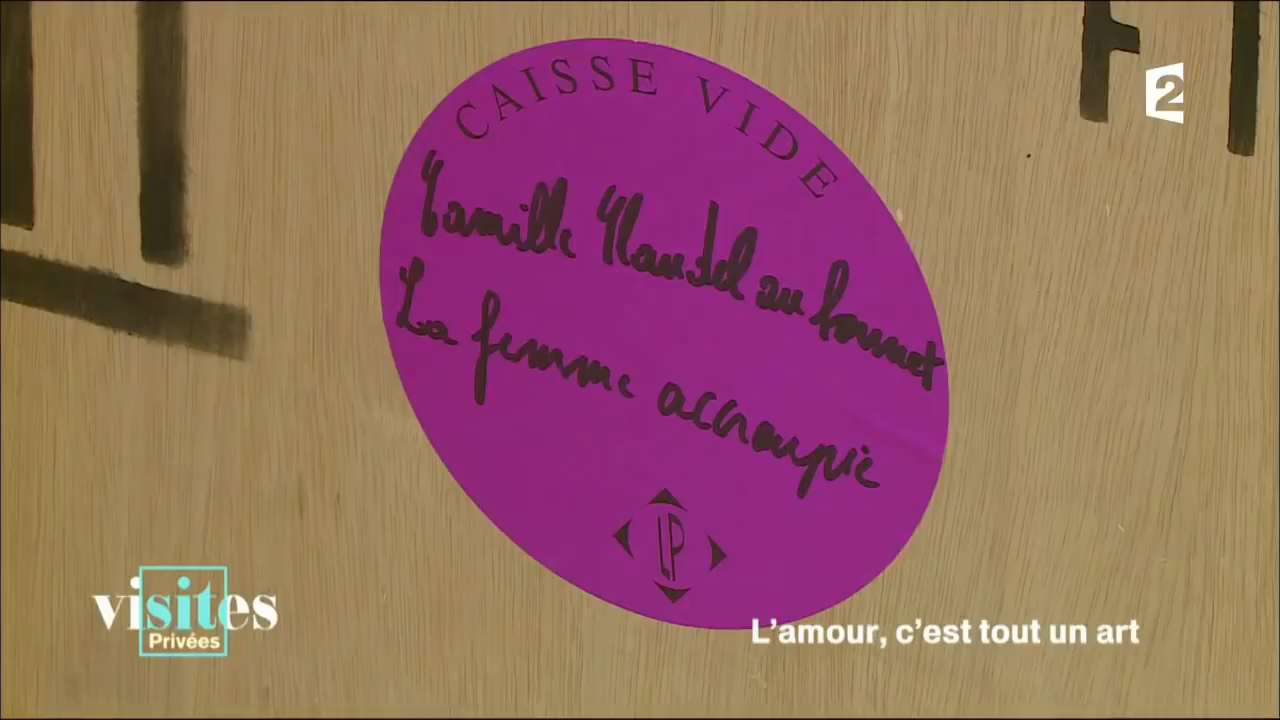 CAISSE VIDE
2
Camille Claudel au bonnet
La femme accroupie
LP
visites
Privées
L'amour, c'est tout un art